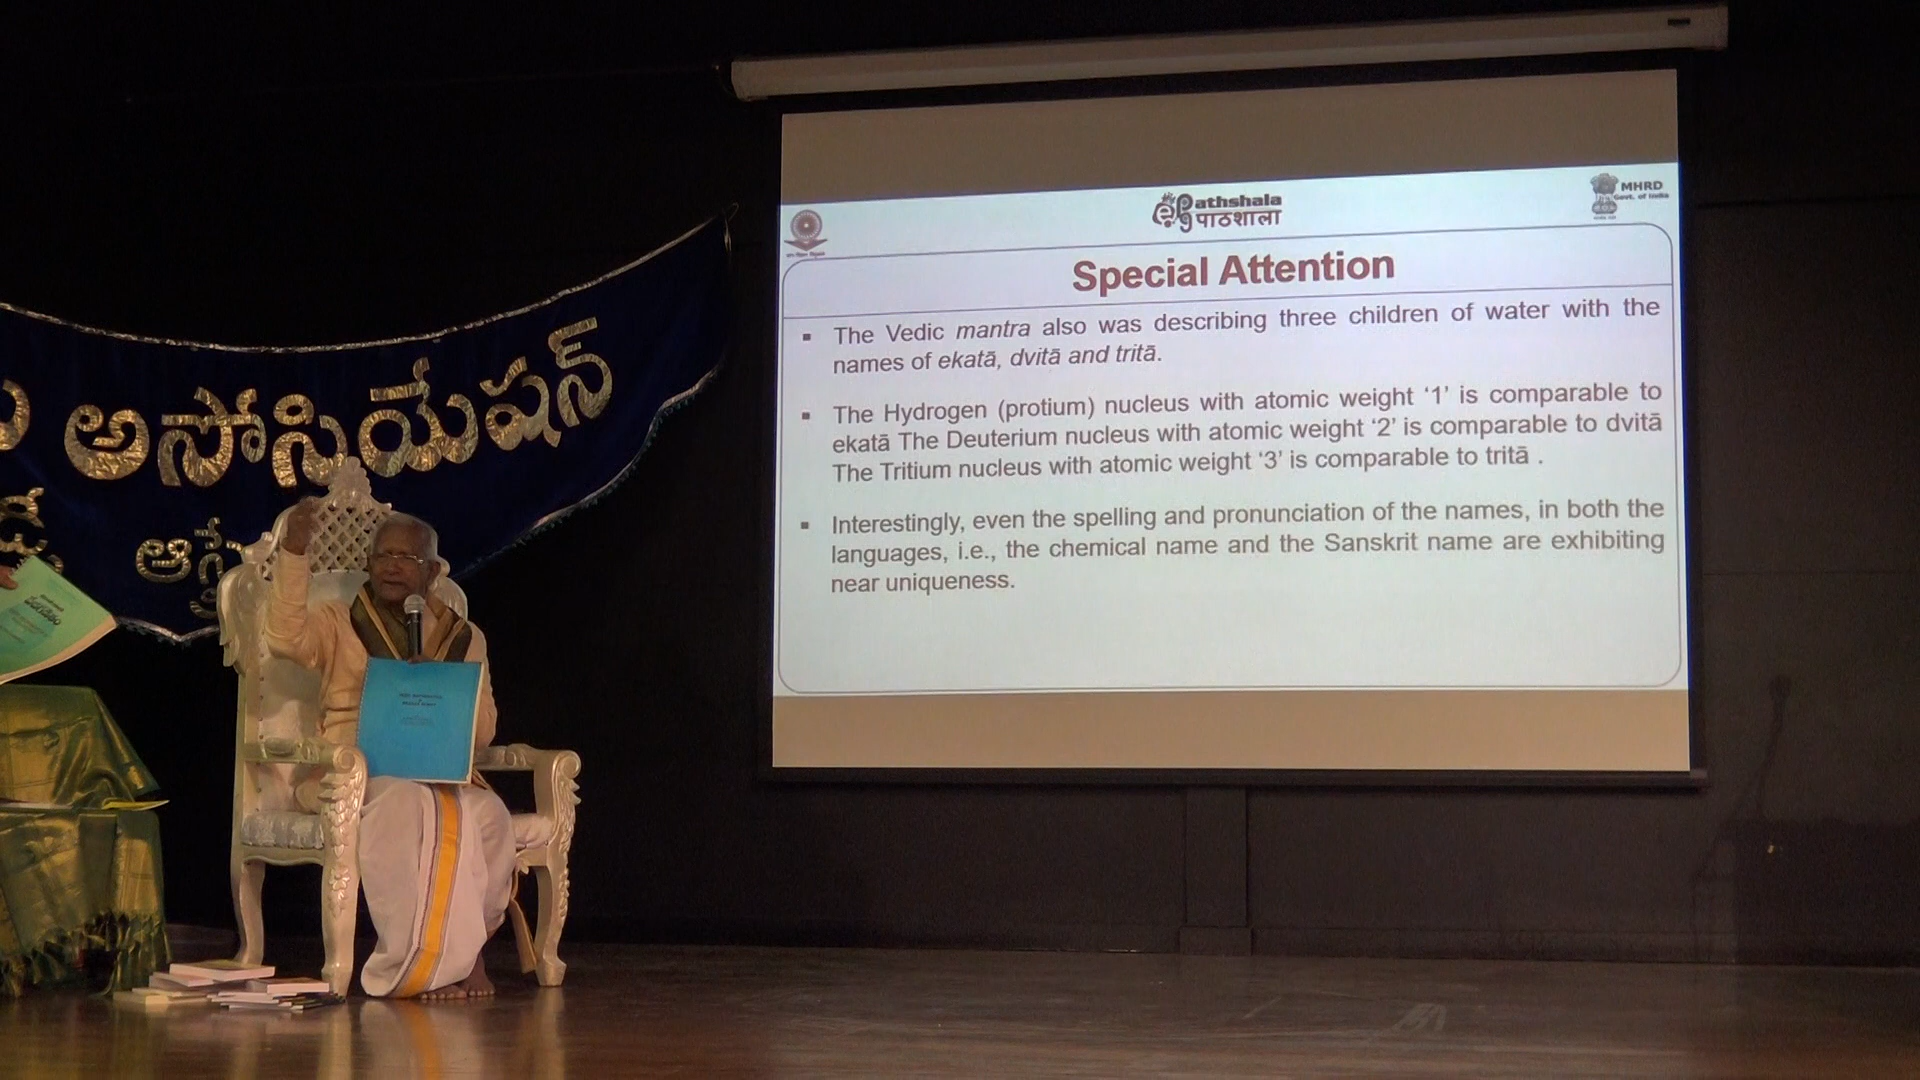 ePathshala
पाठशाला
MHRD
Govt. of India
Special Attention
▪ The Vedic mantra also was describing three children of water with the
names of ekatā, dvitā and tritā.
▪ The Hydrogen (protium) nucleus with atomic weight ‘1’ is comparable to
ekatā The Deuterium nucleus with atomic weight ‘2’ is comparable to dvitā
The Tritium nucleus with atomic weight ‘3’ is comparable to tritā .
▪ Interestingly, even the spelling and pronunciation of the names, in both the
languages, i.e., the chemical name and the Sanskrit name are exhibiting
near uniqueness.
అసోసియేషన్